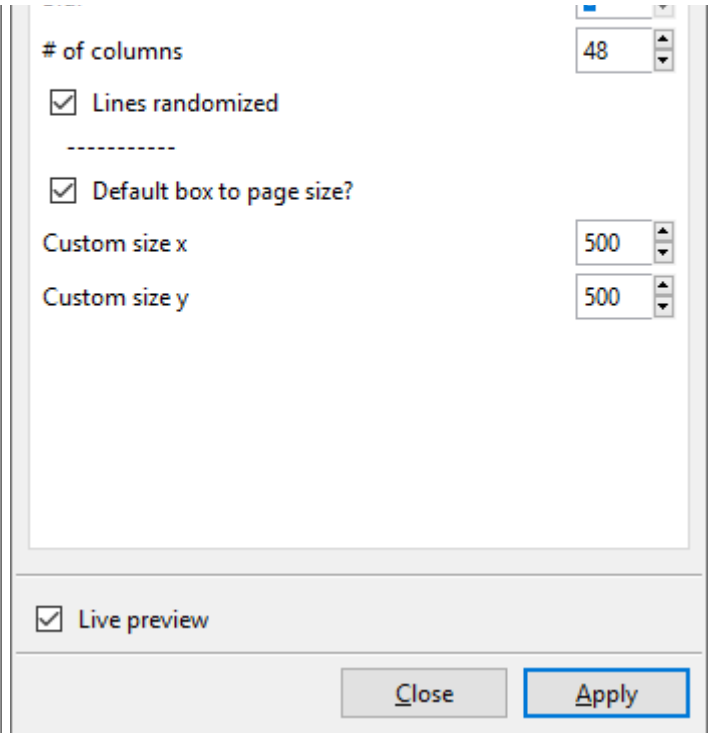 # of columns 48
Lines randomized
-----------
Default box to page size?
Custom size x 500
Custom size y 500
Live preview
Close Apply